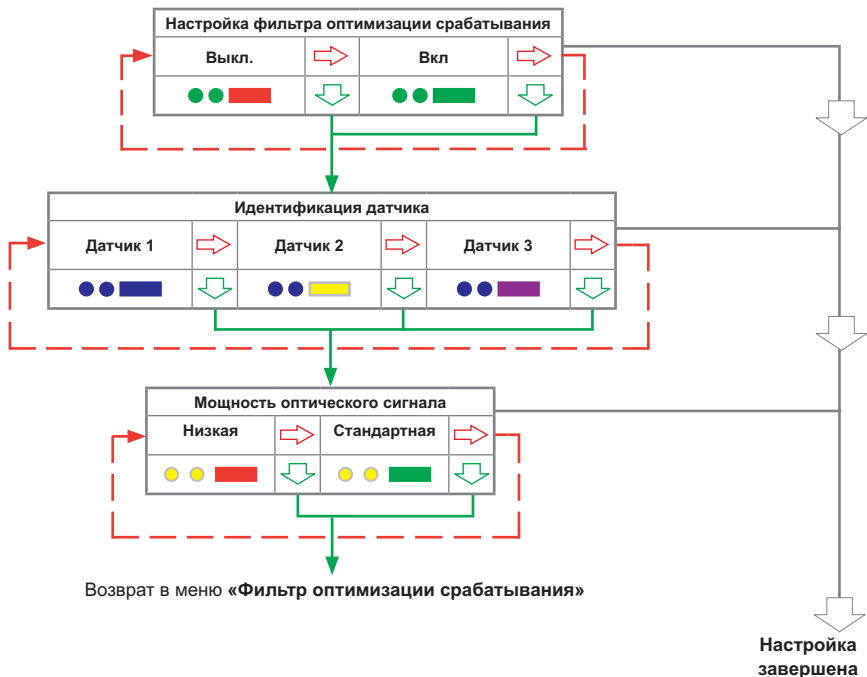 Настройка фильтра оптимизации срабатывания
Выкл.
Вкл
Идентификация датчика
Датчик 1
Датчик 2
Датчик 3
Мощность оптического сигнала
Низкая
Стандартная
Возврат в меню «Фильтр оптимизации срабатывания»
Настройка
завершена